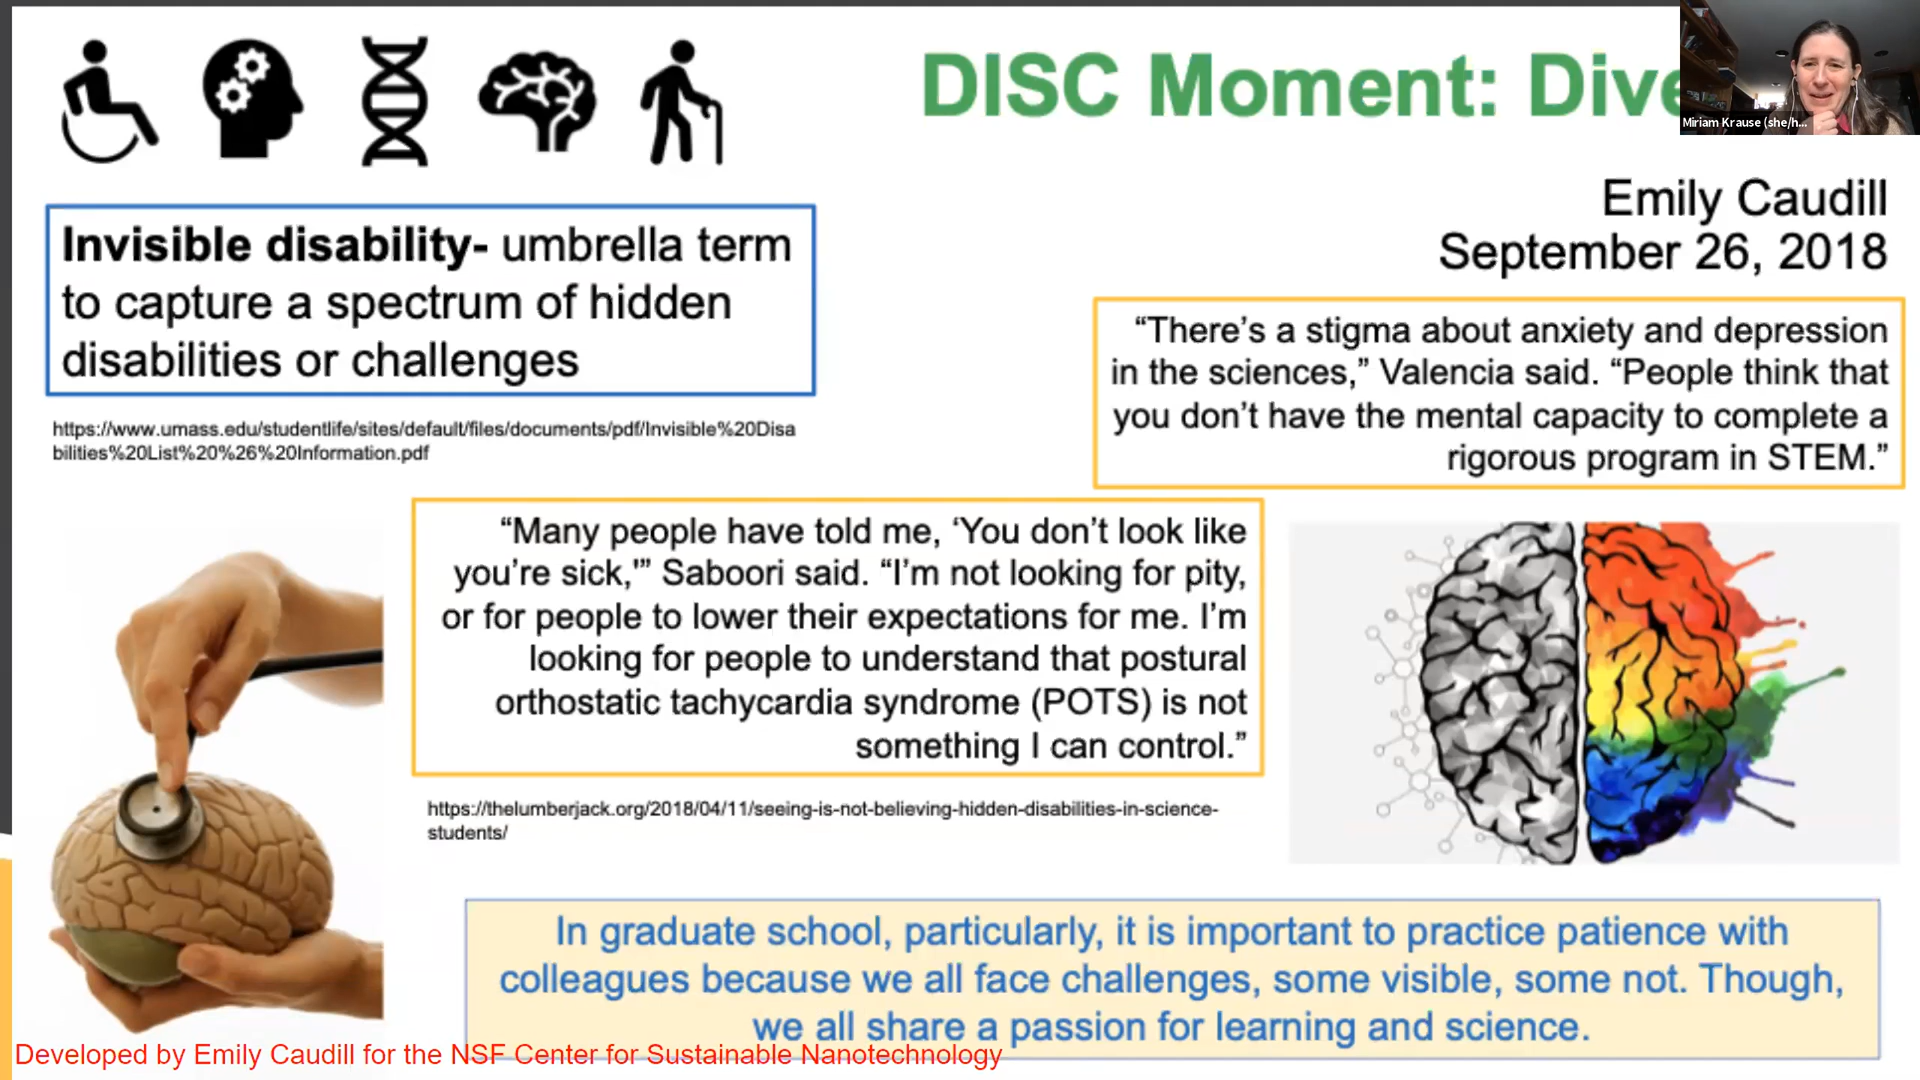 DISC Moment: Dive
Miriam Krause (she/h...
Emily Caudill
September 26, 2018
Invisible disability- umbrella term
to capture a spectrum of hidden
disabilities or challenges
https://www.umass.edu/studentlife/sites/default/files/documents/pdf/Invisible%20Disa
bilities%20List%20%26%20Information.pdf
“There’s a stigma about anxiety and depression
in the sciences,” Valencia said. “People think that
you don’t have the mental capacity to complete a
rigorous program in STEM.”
“Many people have told me, ‘You don’t look like
you’re sick,'” Saboori said. “I’m not looking for pity,
or for people to lower their expectations for me. I’m
looking for people to understand that postural
orthostatic tachycardia syndrome (POTS) is not
something I can control.”
https://thelumberjack.org/2018/04/11/seeing-is-not-believing-hidden-disabilities-in-science-
students/
In graduate school, particularly, it is important to practice patience with
colleagues because we all face challenges, some visible, some not. Though,
we all share a passion for learning and science.
Developed by Emily Caudill for the NSF Center for Sustainable Nanotechnology